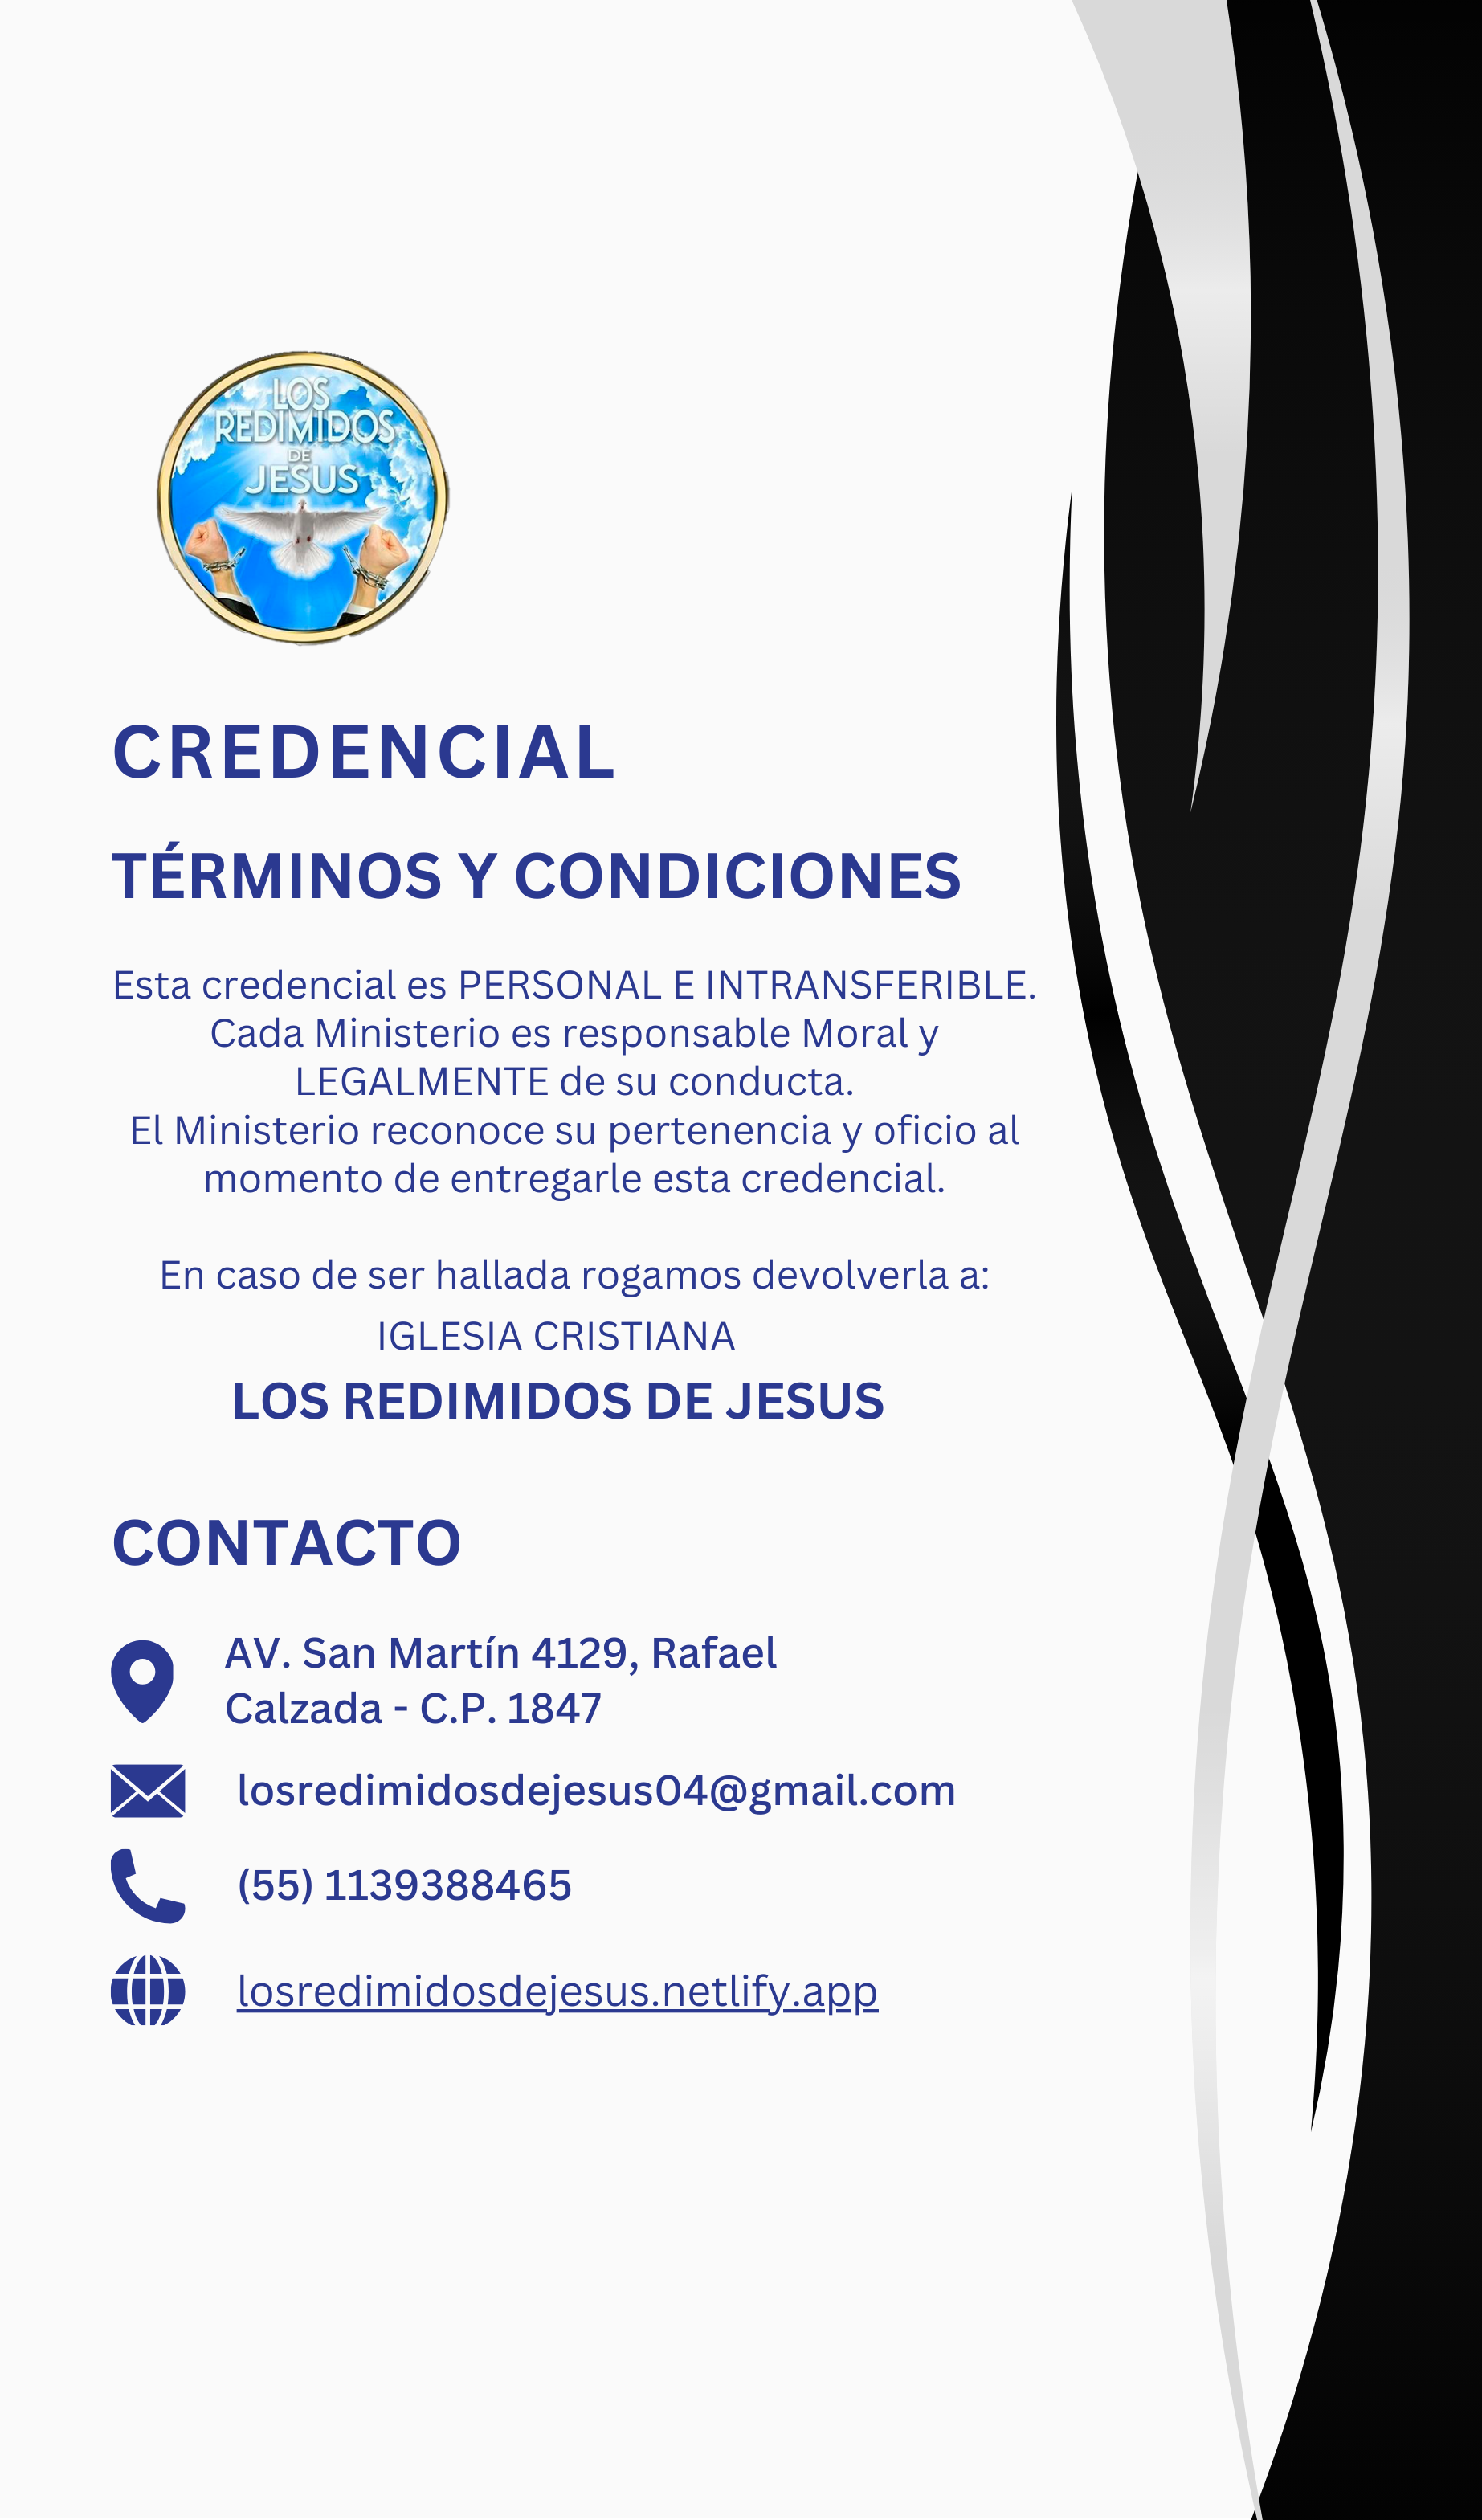 LOS
REDIMIDOS
DE
JESUS
CREDENCIAL
TÉRMINOS Y CONDICIONES
Esta credencial es PERSONAL E INTRANSFERIBLE.
Cada Ministerio es responsable Moral y
LEGALMENTE de su conducta.
El Ministerio reconoce su pertenencia y oficio al
momento de entregarle esta credencial.
En caso de ser hallada rogamos devolverla a:
IGLESIA CRISTIANA
LOS REDIMIDOS DE JESUS
CONTACTO
AV. San Martín 4129, Rafael
Calzada - C.P. 1847
losredimidosdejesus04@gmail.com
(55) 1139388465
losredimidosdejesus.netlify.app